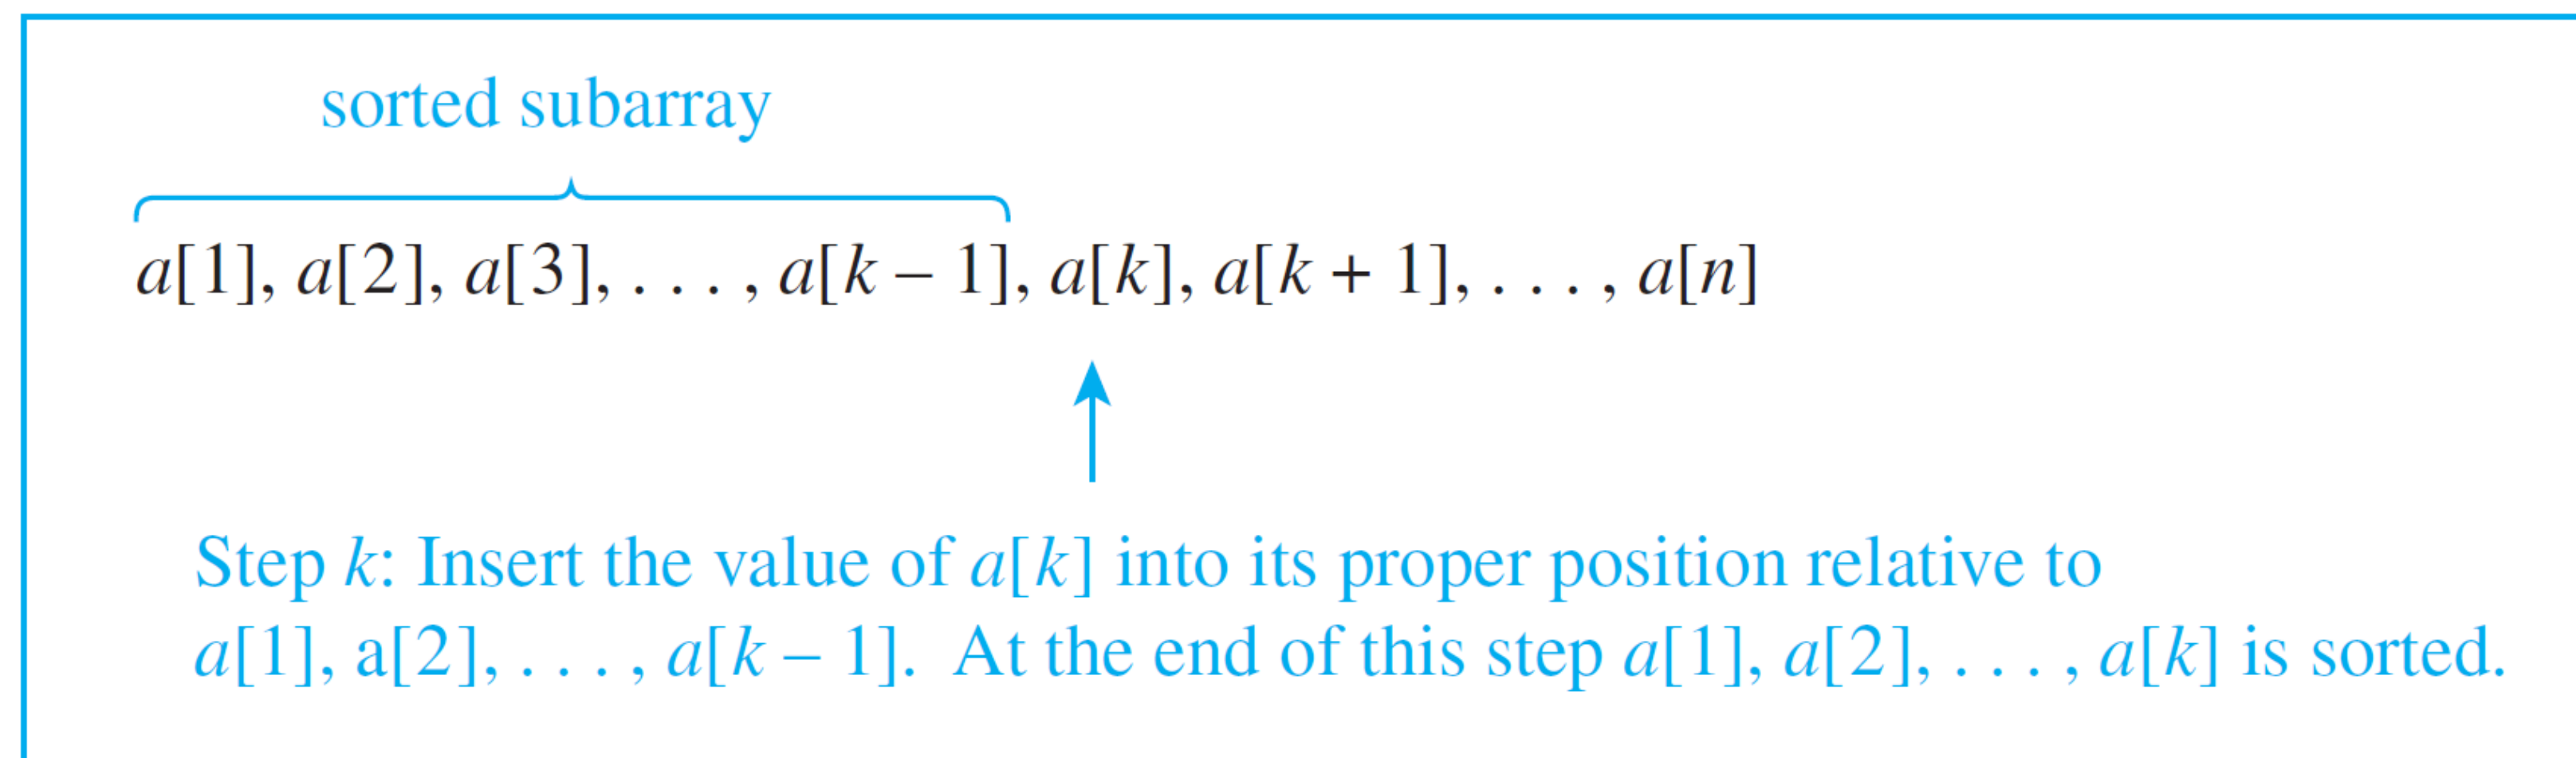 sorted subarray
a[1], a[2], a[3], . . . , a[k – 1], a[k], a[k + 1], . . . , a[n]
Step k: Insert the value of a[k] into its proper position relative to
a[1], a[2], . . . , a[k – 1]. At the end of this step a[1], a[2], . . . , a[k] is sorted.